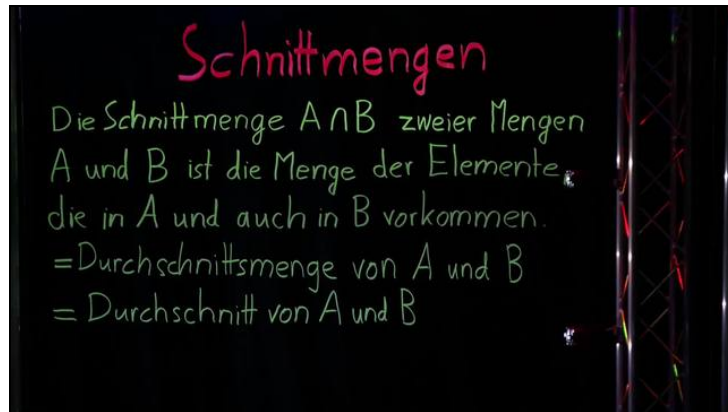 Schnittmengen
Die Schnittmenge A∩B zweier Mengen
A und B ist die Menge der Elemente,
die in A und auch in B vorkommen.
=Durchschnittsmenge von A und B
= Durchschnitt von A und B